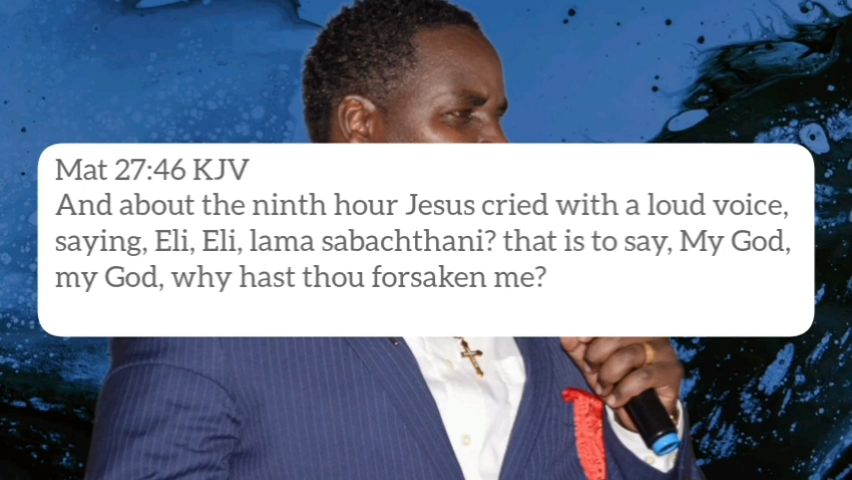 Mat 27:46 KJV
And about the ninth hour Jesus cried with a loud voice,
saying, Eli, Eli, lama sabachthani? that is to say, My God,
my God, why hast thou forsaken me?